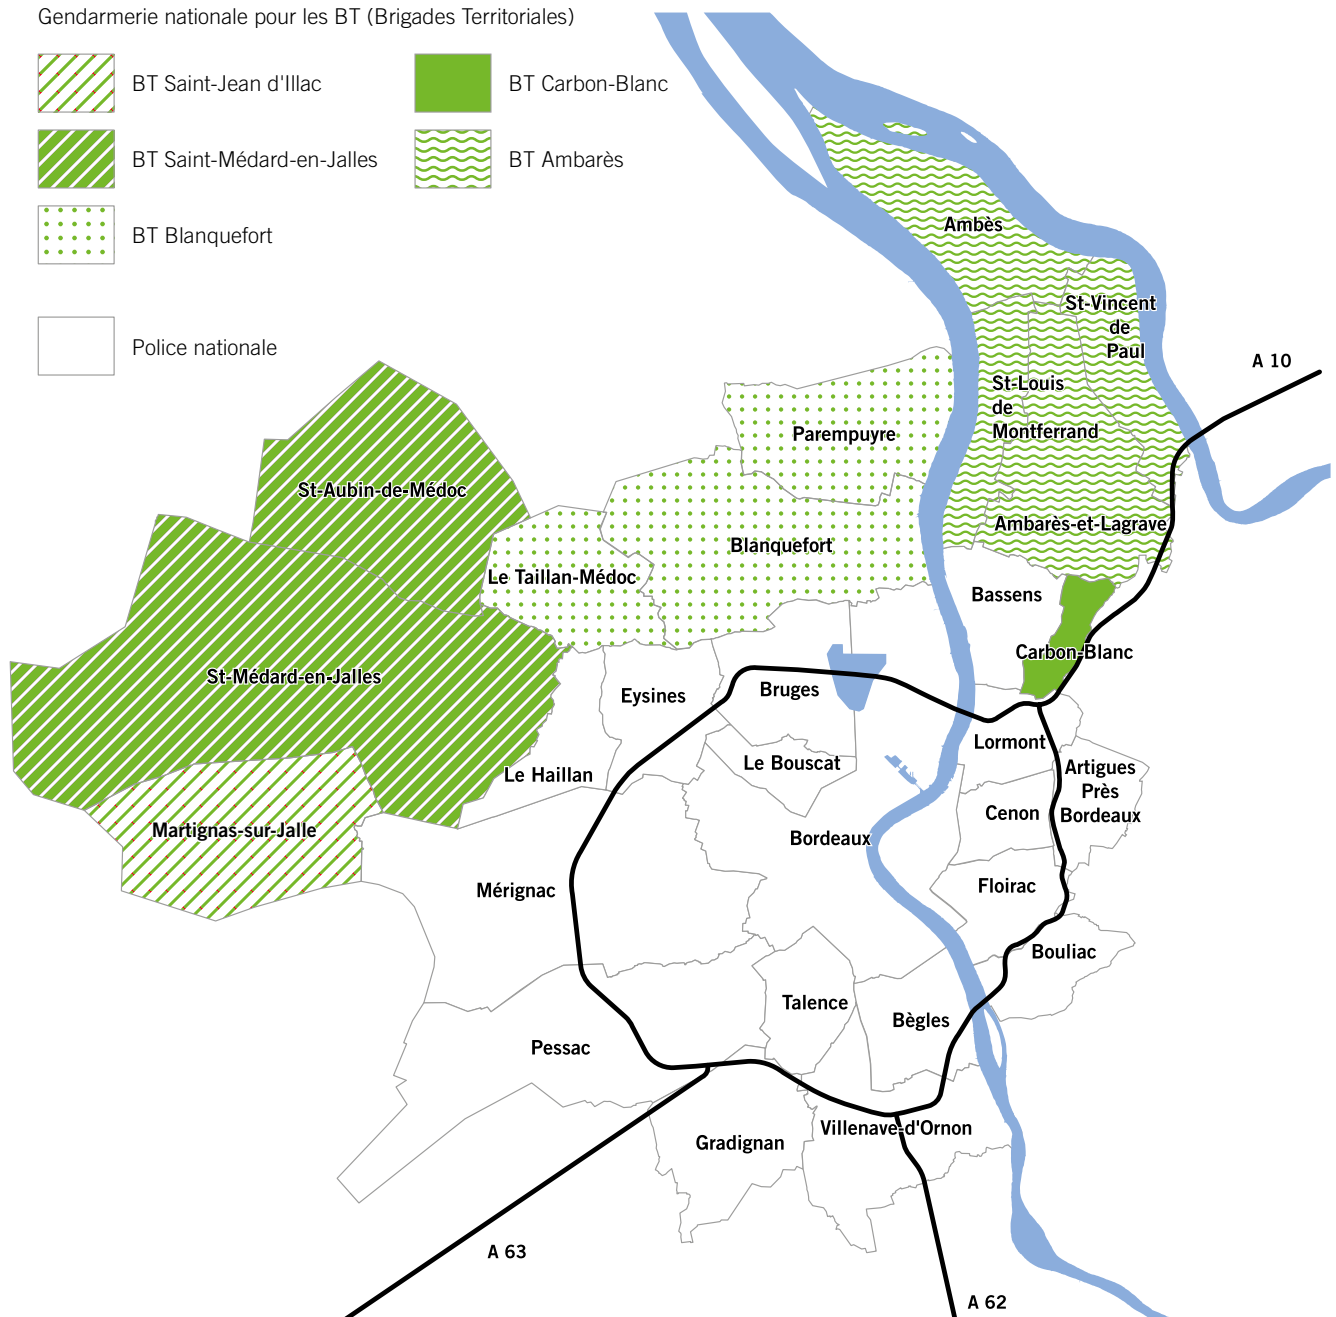 Gendarmerie nationale pour les BT (Brigades Territoriales)
BT Saint-Jean d'Illac
BT Carbon-Blanc
BT Saint-Médard-en-Jalles
BT Ambarès
BT Blanquefort
Police nationale
Ambès
St-Vincent
de
Paul
A 10
St-Louis
de
Montferrand
Parempuyre
St-Aubin-de-Médoc
Ambarès-et-Lagrave
Blanquefort
Le Taillan-Médoc
Bassens
Carbon-Blanc
St-Médard-en-Jalles
Eysines
Bruges
Lormont
Le Bouscat
Le Haillan
Artigues
Près
Bordeaux
Cenon
Martignas-sur-Jalle
Bordeaux
Mérignac
Floirac
Bouliac
Talence
Bègles
Pessac
Villenave-d'Ornon
Gradignan
A 63
A 62